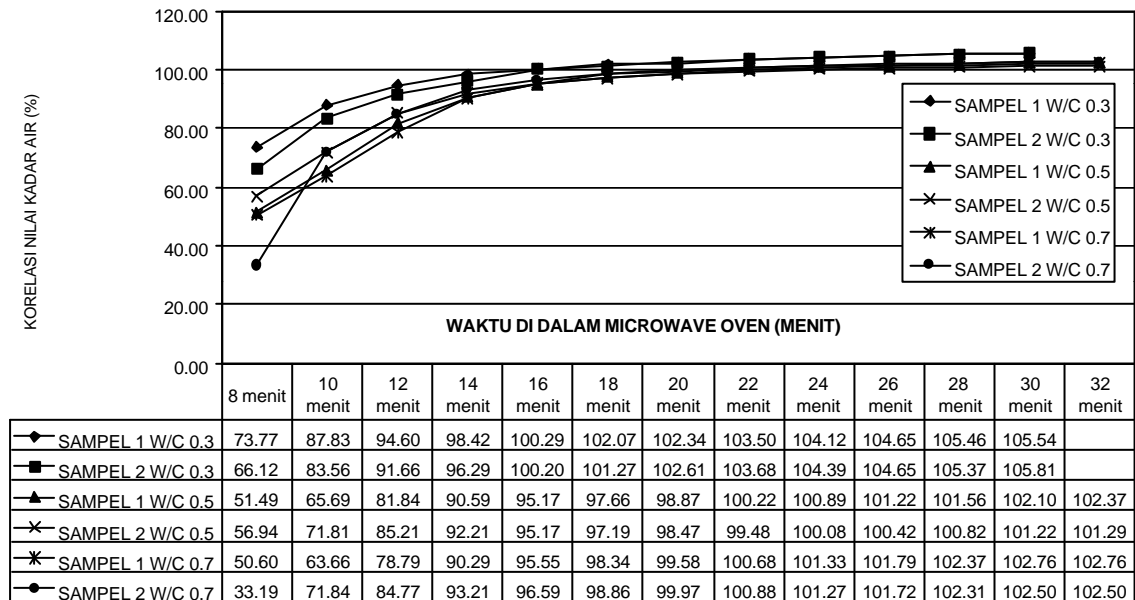 120.00
100.00
80.00
60.00
40.00
20.00
0.00
KORELASI NILAI KADAR AIR (%)
SAMPEL 1 W/C 0.3
SAMPEL 2 W/C 0.3
SAMPEL 1 W/C 0.5
SAMPEL 2 W/C 0.5
SAMPEL 1 W/C 0.7
SAMPEL 2 W/C 0.7
WAKTU DI DALAM MICROWAVE OVEN (MENIT)
8 menit 10 menit 12 menit 14 menit 16 menit 18 menit 20 menit 22 menit 24 menit 26 menit 28 menit 30 menit 32 menit
SAMPEL 1 W/C 0.3 73.77 87.83 94.60 98.42 100.29 102.07 102.34 103.50 104.12 104.65 105.46 105.54
SAMPEL 2 W/C 0.3 66.12 83.56 91.66 96.29 100.20 101.27 102.61 103.68 104.39 104.65 105.37 105.81
SAMPEL 1 W/C 0.5 51.49 65.69 81.84 90.59 95.17 97.66 98.87 100.22 100.89 101.22 101.56 102.10 102.37
SAMPEL 2 W/C 0.5 56.94 71.81 85.21 92.21 95.17 97.19 98.47 99.48 100.08 100.42 100.82 101.22 101.29
SAMPEL 1 W/C 0.7 50.60 63.66 78.79 90.29 95.55 98.34 99.58 100.68 101.33 101.79 102.37 102.76 102.76
SAMPEL 2 W/C 0.7 33.19 71.84 84.77 93.21 96.59 98.86 99.97 100.88 101.27 101.72 102.31 102.50 102.50